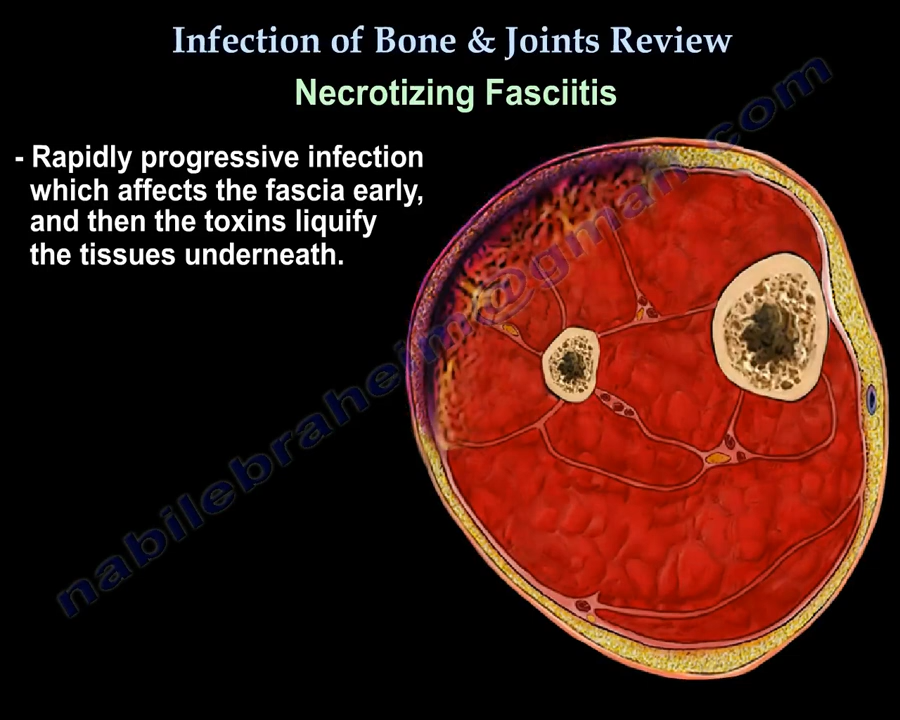 Infection of Bone & Joints Review
Necrotizing Fasciitis
- Rapidly progressive infection
which affects the fascia early,
and then the toxins liquify
the tissues underneath.
nabilebraheim@gmail.com